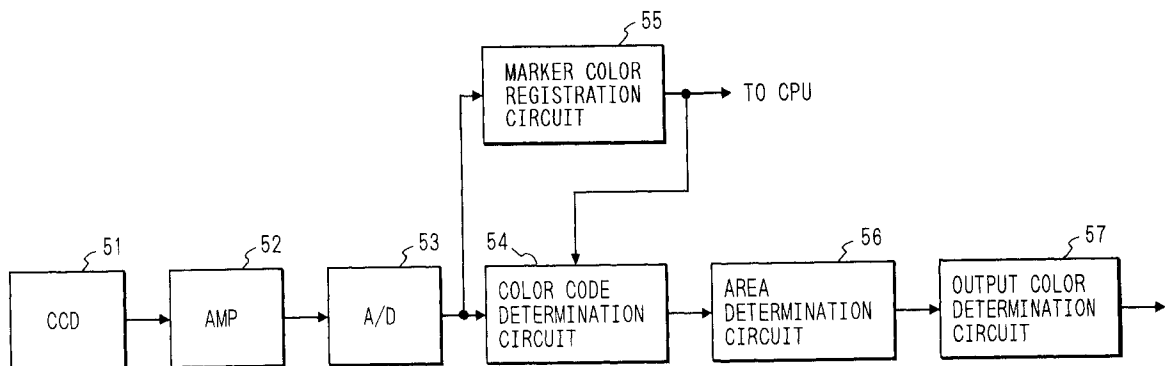 55
MARKER COLOR
REGISTRATION
CIRCUIT
TO CPU
51
CCD
52
AMP
53
A/D
54
COLOR CODE
DETERMINATION
CIRCUIT
56
AREA
DETERMINATION
CIRCUIT
57
OUTPUT COLOR
DETERMINATION
CIRCUIT